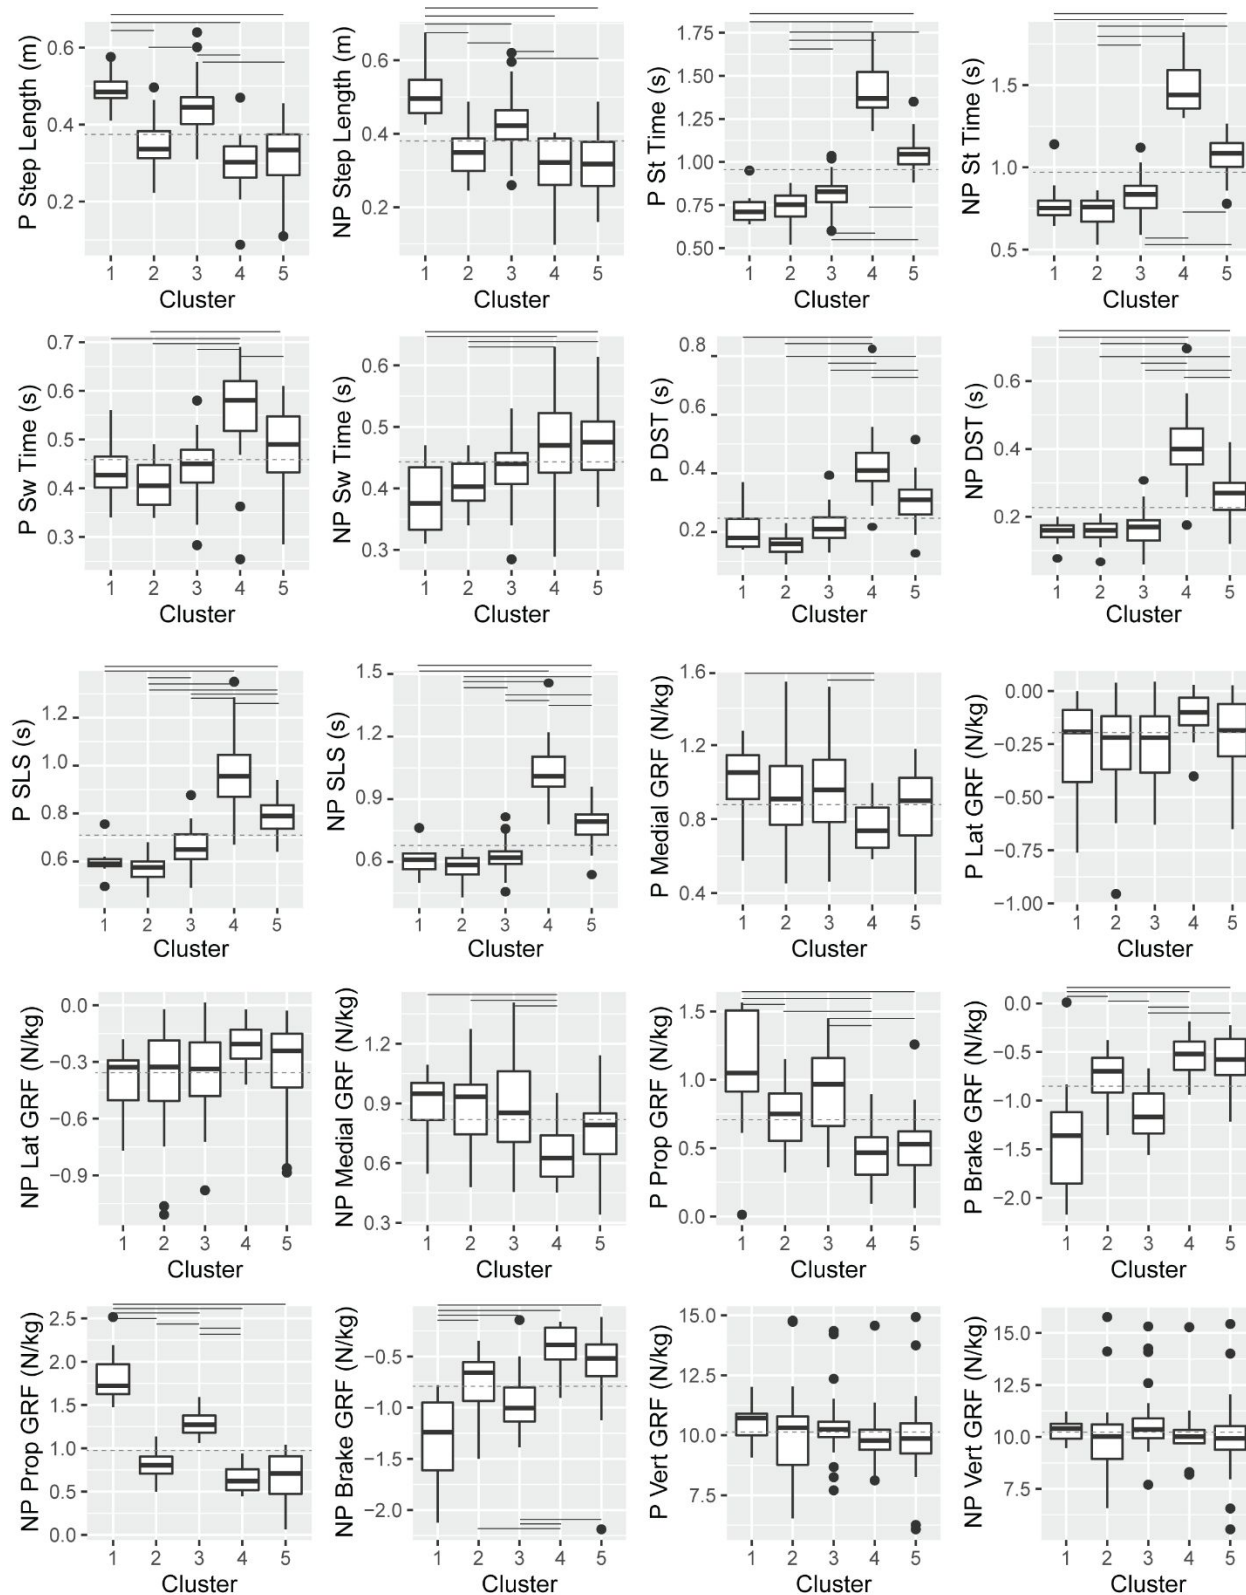 P Step Length (m)
0.6
0.4
0.2
1 2 3 4 5
Cluster
NP Step Length (m)
0.6
0.4
0.2
1 2 3 4 5
Cluster
P St Time (s)
1.75
1.50
1.25
1.00
0.75
0.50
1 2 3 4 5
Cluster
NP St Time (s)
1.5
1.0
0.5
1 2 3 4 5
Cluster
P Sw Time (s)
0.7
0.6
0.5
0.4
0.3
1 2 3 4 5
Cluster
NP Sw Time (s)
0.6
0.5
0.4
0.3
1 2 3 4 5
Cluster
P DST (s)
0.8
0.6
0.4
0.2
1 2 3 4 5
Cluster
NP DST (s)
0.6
0.4
0.2
1 2 3 4 5
Cluster
P SLS (s)
1.2
1.0
0.8
0.6
1 2 3 4 5
Cluster
NP SLS (s)
1.5
1.2
0.9
0.6
1 2 3 4 5
Cluster
P Medial GRF (N/kg)
1.6
1.2
0.8
0.4
1 2 3 4 5
Cluster
P Lat GRF (N/kg)
0.00
−0.25
−0.50
−0.75
−1.00
1 2 3 4 5
Cluster
NP Lat GRF (N/kg)
0.0
−0.3
−0.6
−0.9
1 2 3 4 5
Cluster
NP Medial GRF (N/kg)
1.2
0.9
0.6
0.3
1 2 3 4 5
Cluster
P Prop GRF (N/kg)
1.5
1.0
0.5
0.0
1 2 3 4 5
Cluster
P Brake GRF (N/kg)
0.0
−0.5
−1.0
−1.5
−2.0
1 2 3 4 5
Cluster
NP Prop GRF (N/kg)
2.5
2.0
1.5
1.0
0.5
0.0
1 2 3 4 5
Cluster
NP Brake GRF (N/kg)
−0.5
−1.0
−1.5
−2.0
1 2 3 4 5
Cluster
P Vert GRF (N/kg)
15.0
12.5
10.0
7.5
1 2 3 4 5
Cluster
NP Vert GRF (N/kg)
15.0
12.5
10.0
7.5
1 2 3 4 5
Cluster